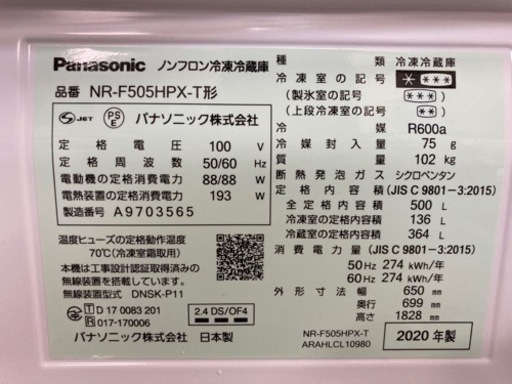 Panasonic ノンフロン冷凍冷蔵庫
品番 NR-F505HPX-T形
S JET PSE パナソニック株式会社
定格電圧 100 V
定格周波数 50/60 Hz
電動機の定格消費電力 88/88 W
電熱装置の定格消費電力 193 W
製造番号 A9703565
温度ヒューズの定格動作温度
70℃(冷凍室霜取用)
本機は工事設計認証取得済みの
無線装置を搭載しています。
無線装置型式 DNSK-P11
T D 17 0083 201
R 017-170006
2.4 DS/OF4
パナソニック株式会社 日本製
種類 冷凍冷蔵庫
冷凍室の記号 * ***
(製氷室の記号 ***)
(上段冷凍室の記号 **)
冷媒 R600a
冷媒封入量 75 g
質量 102 kg
断熱発泡ガス シクロペンタン
定格内容積(JIS C 9801-3:2015)
全定格内容積 500 L
冷凍室の定格内容積 136 L
冷蔵室の定格内容積 364 L
消費電力量(JIS C 9801-3:2015)
50 Hz 274 kWh/年
60 Hz 274 kWh/年
外形寸法 幅 650 mm
奥行 699 mm
高さ 1828 mm
NR-F505HPX-T
ARAHLCL10980
2020 年製